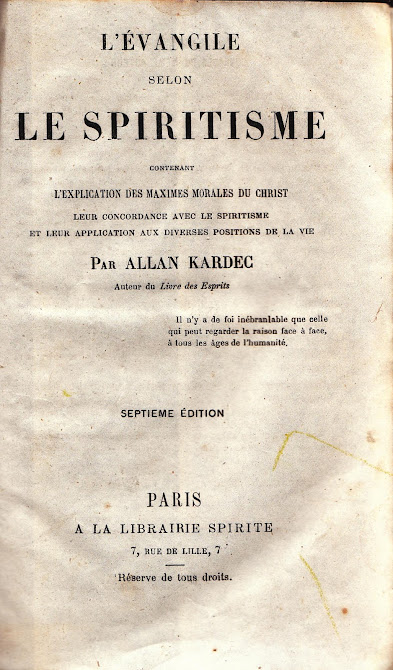 L'ÉVANGILE
SELON
LE SPIRITISME
CONTENANT
L'EXPLICATION DES MAXIMES MORALES DU CHRIST
LEUR CONCORDANCE AVEC LE SPIRITISME
ET LEUR APPLICATION AUX DIVERSES POSITIONS DE LA VIE
PAR ALLAN KARDEC
Auteur du Livre des Esprits
Il n'y a de foi inébranlable que celle
qui peut regarder la raison face à face,
à tous les âges de l'humanité.
SEPTIEME ÉDITION
PARIS
A LA LIBRAIRIE SPIRITE
7, RUE DE LILLE, 7
Réserve de tous droits.